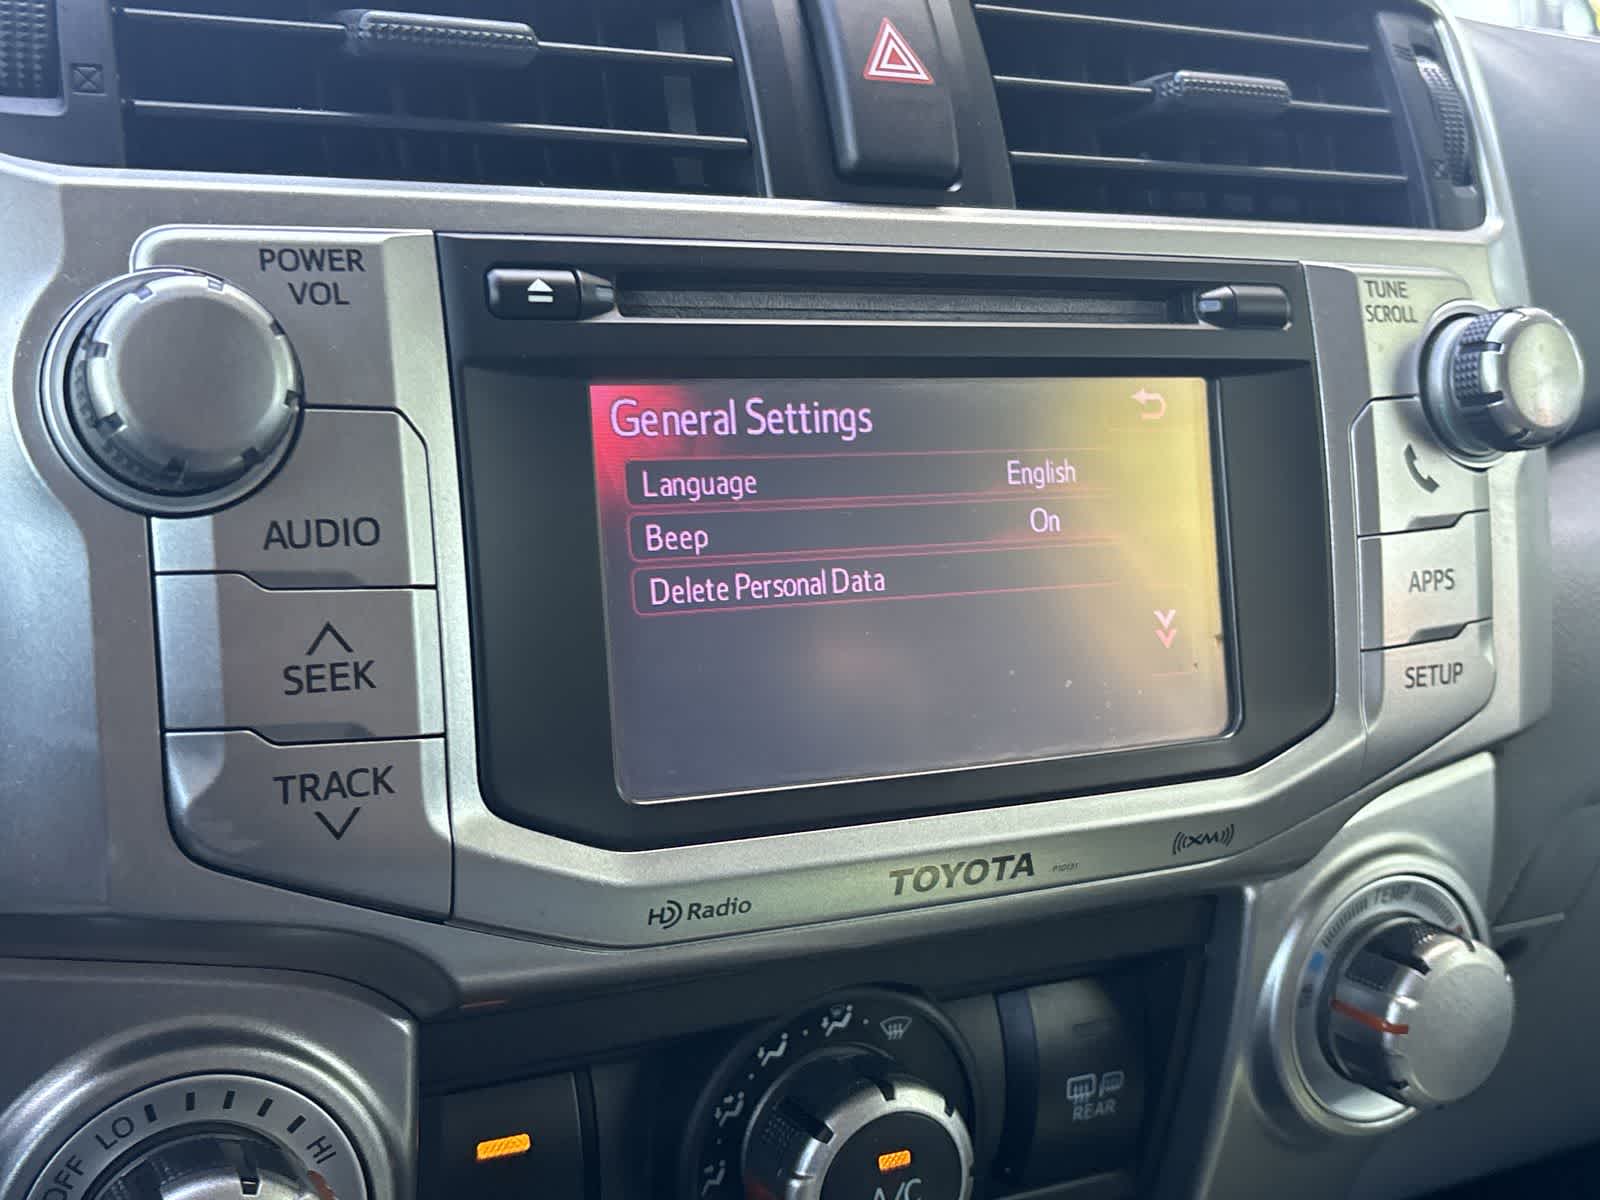 POWER
VOL
TUNE
SCROLL
General Settings
Language English
Beep On
Delete Personal Data
AUDIO
SEEK
TRACK
APPS
SETUP
HD Radio
TOYOTA
((XM))
TEMP
REAR
OFF LO HI
A/C